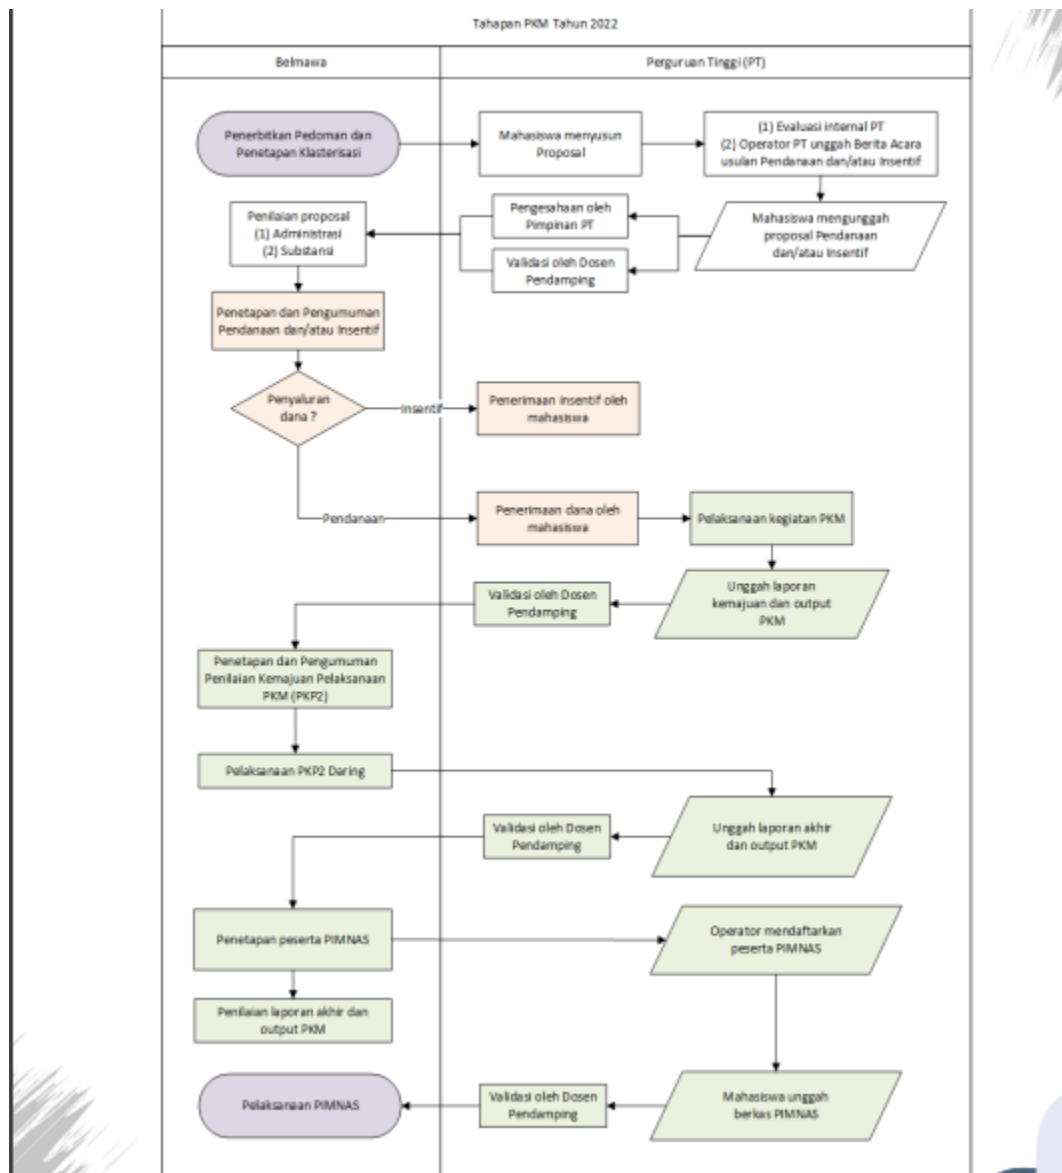 Tahapan PKM Tahun 2022
Belmawa
Perguruan Tinggi (PT)
Penerbitkan Pedoman dan
Penetapan Klasterisasi
Mahasiswa menyusun
Proposal
(1) Evaluasi internal PT
(2) Operator PT unggah Berita Acara
usulan Pendanaan dan/atau Insentif
Mahasiswa mengunggah
proposal Pendanaan
dan/atau Insentif
Pengesahaan oleh
Pimpinan PT
Validasi oleh Dosen
Pendamping
Penilaian proposal
(1) Administrasi
(2) Substansi
Penetapan dan Pengumuman
Pendanaan dan/atau Insentif
Penyaluran
dana ?
Insentif
Penerimaan insentif oleh
mahasiswa
Pendanaan
Penerimaan dana oleh
mahasiswa
Pelaksanaan kegiatan PKM
Unggah laporan
kemajuan dan output
PKM
Validasi oleh Dosen
Pendamping
Penetapan dan Pengumuman
Penilaian Kemajuan Pelaksanaan
PKM (PKP2)
Pelaksanaan PKP2 Daring
Unggah laporan akhir
dan output PKM
Validasi oleh Dosen
Pendamping
Penetapan peserta PIMNAS
Operator mendaftarkan
peserta PIMNAS
Penilaian laporan akhir dan
output PKM
Mahasiswa unggah
berkas PIMNAS
Validasi oleh Dosen
Pendamping
Pelaksanaan PIMNAS